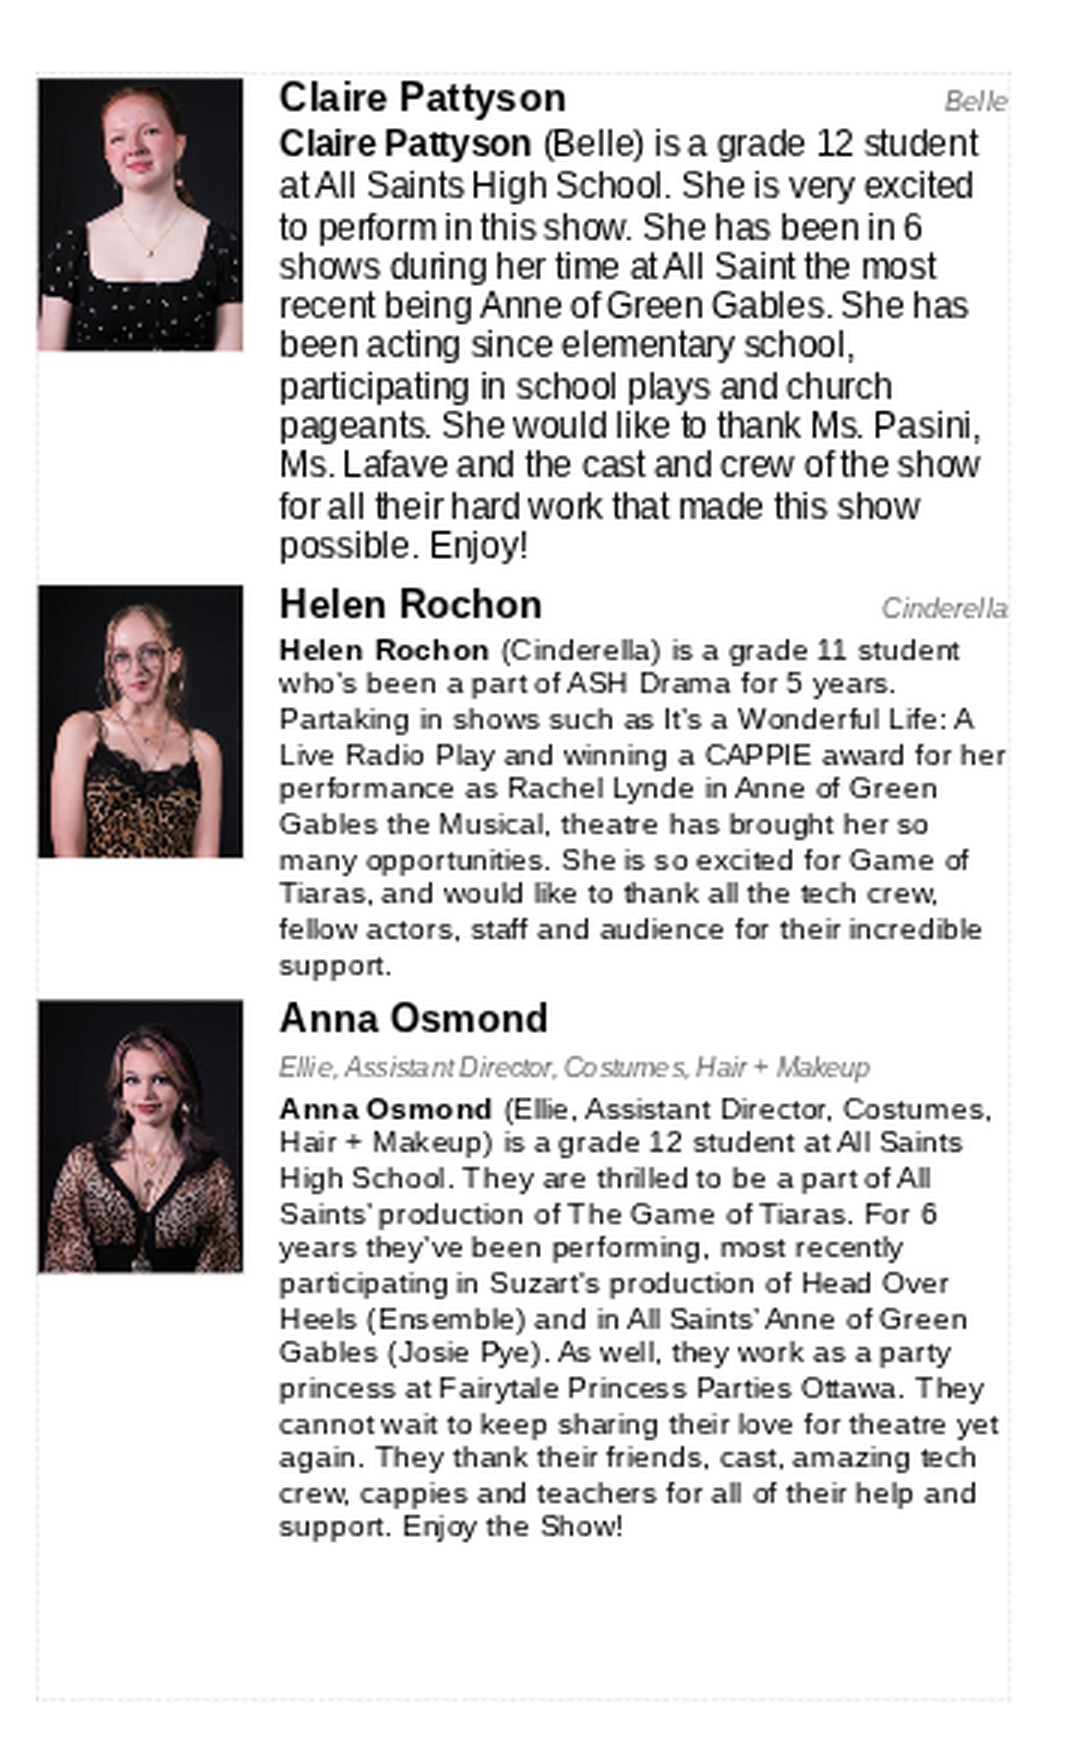 Claire Pattyson
Belle
Claire Pattyson (Belle) is a grade 12 student
at All Saints High School. She is very excited
to perform in this show. She has been in 6
shows during her time at All Saint the most
recent being Anne of Green Gables. She has
been acting since elementary school,
participating in school plays and church
pageants. She would like to thank Ms. Pasini,
Ms. Lafave and the cast and crew of the show
for all their hard work that made this show
possible. Enjoy!
Helen Rochon
Cinderella
Helen Rochon (Cinderella) is a grade 11 student
who's been a part of ASH Drama for 5 years.
Partaking in shows such as It's a Wonderful Life: A
Live Radio Play and winning a CAPPIE award for her
performance as Rachel Lynde in Anne of Green
Gables the Musical, theatre has brought her so
many opportunities. She is so excited for Game of
Tiaras, and would like to thank all the tech crew,
fellow actors, staff and audience for their incredible
support.
Anna Osmond
Ellie, Assistant Director, Costumes, Hair + Makeup
Anna Osmond (Ellie, Assistant Director, Costumes,
Hair + Makeup) is a grade 12 student at All Saints
High School. They are thrilled to be a part of All
Saints' production of The Game of Tiaras. For 6
years they've been performing, most recently
participating in Suzart's production of Head Over
Heels (Ensemble) and in All Saints' Anne of Green
Gables (Josie Pye). As well, they work as a party
princess at Fairytale Princess Parties Ottawa. They
cannot wait to keep sharing their love for theatre yet
again. They thank their friends, cast, amazing tech
crew, cappies and teachers for all of their help and
support. Enjoy the Show!